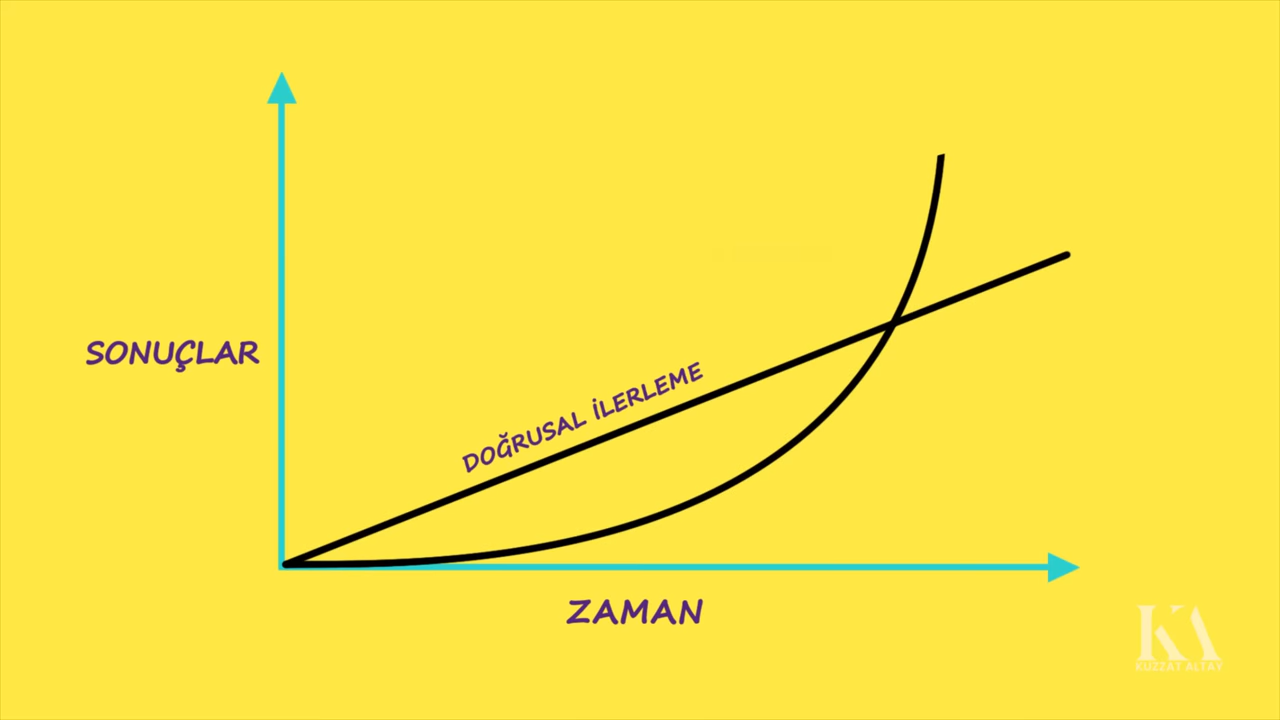 SONUÇLAR
DOĞRUSAL İLERLEME
ZAMAN
KA
KUZZAT ALTAY